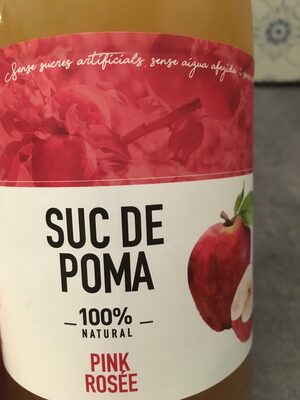 Sense sucres artificials, sense aigua afegida i
SUC DE
POMA
100%
NATURAL
PINK
ROSÉE